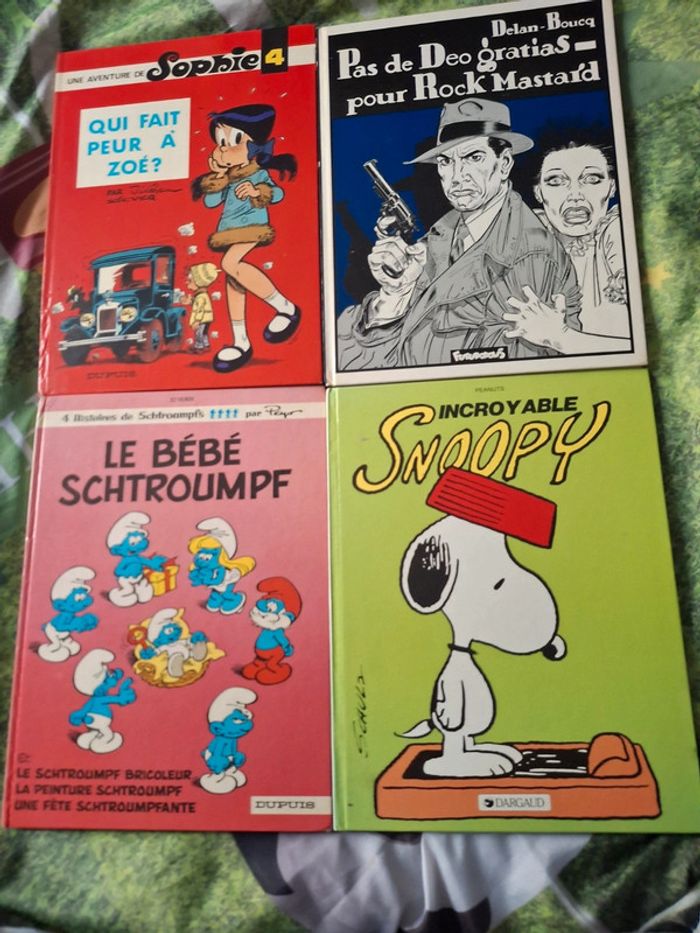 UNE AVENTURE DE Sophie 4
QUI FAIT
PEUR À
ZOÉ?
PAR
DUPUIS
Delan-Boucq
Pas de Deo gratias
pour Rock Mastard
FUTUROPOLIS
4 Histoires de Schtroumpfs par Peyo
LE BÉBÉ
SCHTROUMPF
ET:
LE SCHTROUMPF BRICOLEUR
LA PEINTURE SCHTROUMPF
UNE FÊTE SCHTROUMPFANTE
DUPUIS
PEANUTS
INCROYABLE
SNOOPY
SCHULZ
DARGAUD